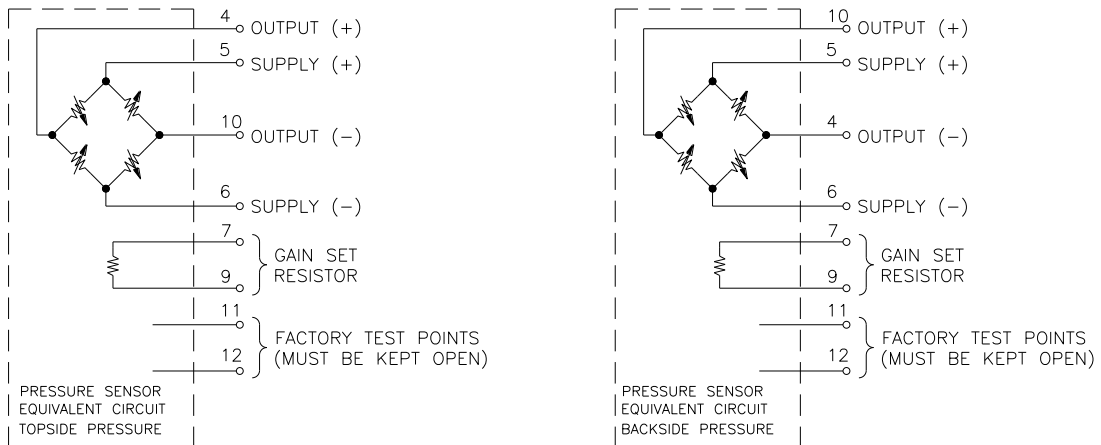 4
OUTPUT (+)
5
SUPPLY (+)
10
OUTPUT (−)
6
SUPPLY (−)
7
GAIN SET
RESISTOR
9
11
FACTORY TEST POINTS
(MUST BE KEPT OPEN)
12
PRESSURE SENSOR
EQUIVALENT CIRCUIT
TOPSIDE PRESSURE
10
OUTPUT (+)
5
SUPPLY (+)
4
OUTPUT (−)
6
SUPPLY (−)
7
GAIN SET
RESISTOR
9
11
FACTORY TEST POINTS
(MUST BE KEPT OPEN)
12
PRESSURE SENSOR
EQUIVALENT CIRCUIT
BACKSIDE PRESSURE